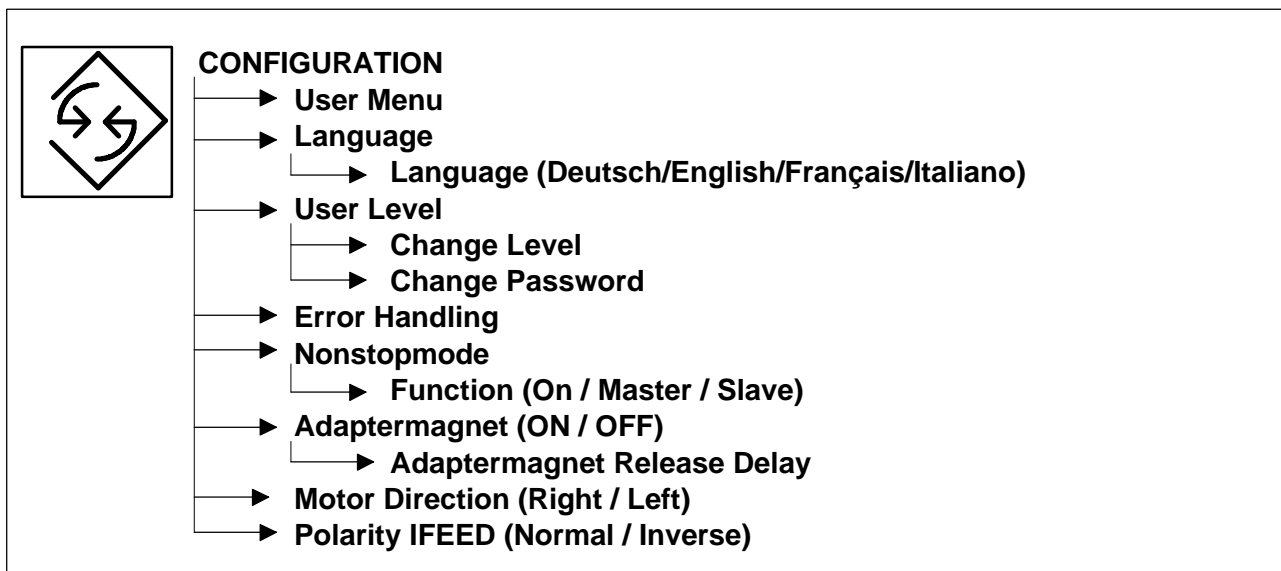 CONFIGURATION
User Menu
Language
Language (Deutsch/English/Français/Italiano)
User Level
Change Level
Change Password
Error Handling
Nonstopmode
Function (On / Master / Slave)
Adaptermagnet (ON / OFF)
Adaptermagnet Release Delay
Motor Direction (Right / Left)
Polarity IFEED (Normal / Inverse)